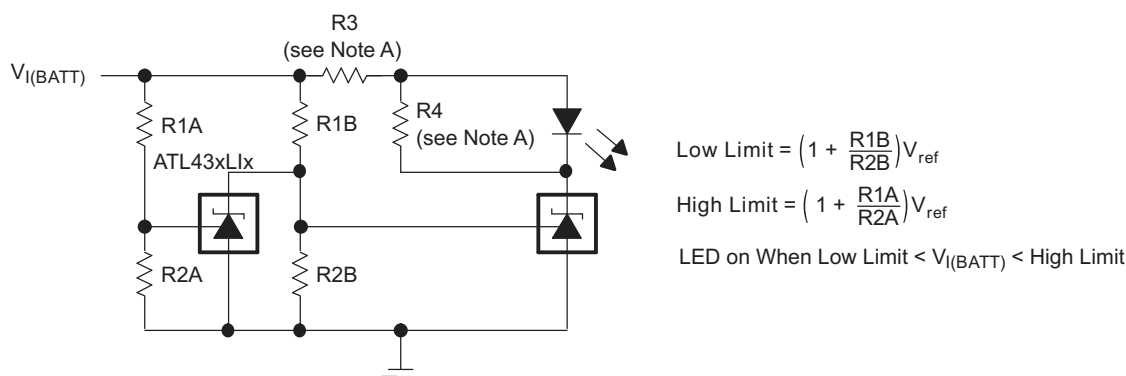 R3
(see Note A)
V_I(BATT)
R1A
R1B
R4
(see Note A)
ATL43xLIx
R2A
R2B
Low Limit = (1 + R1B/R2B)V_ref
High Limit = (1 + R1A/R2A)V_ref
LED on When Low Limit < V_I(BATT) < High Limit